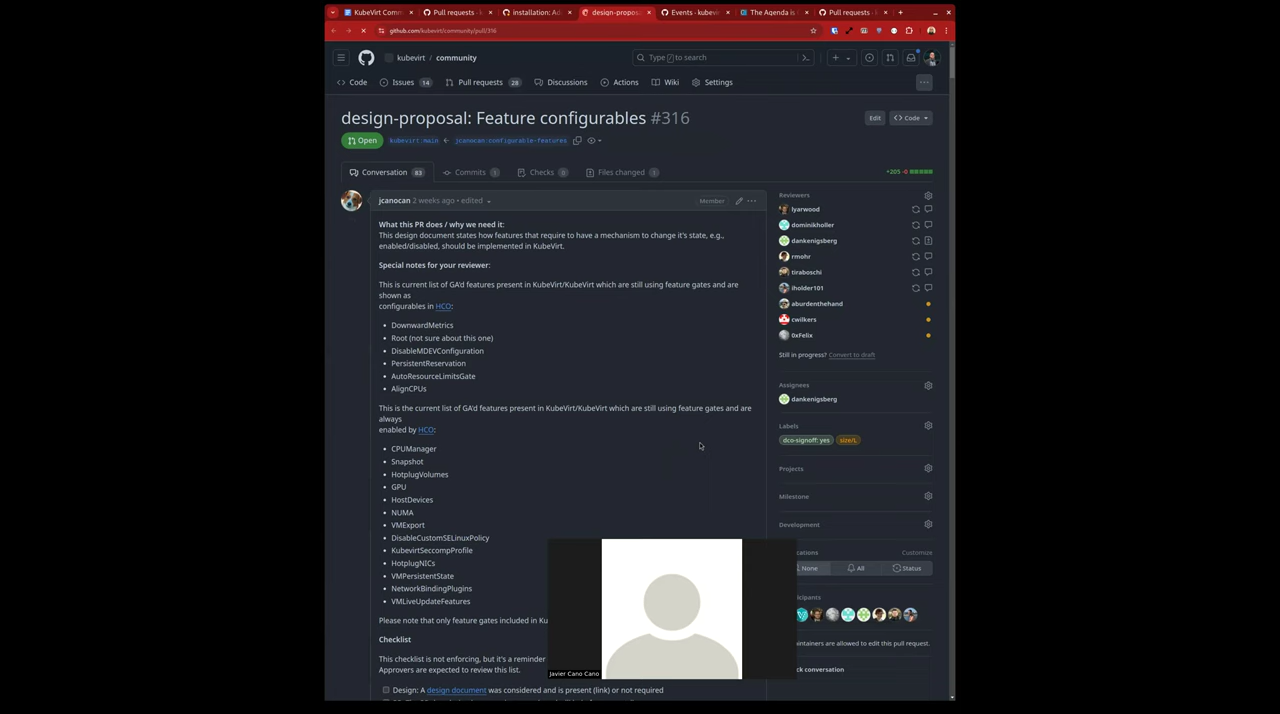 KubeVirt Comm
Pull requests · k
installation: Ad
design-proposa
Events · kubevir
The Agenda is
Pull requests · k
github.com/kubevirt/community/pull/316
kubevirt / community
Type / to search
Code
Issues 14
Pull requests 28
Discussions
Actions
Wiki
Settings
design-proposal: Feature configurables #316
Edit
Code
Open
kubevirt:main
jcanocan:configurable-features
Conversation 83
Commits 1
Checks 0
Files changed 1
+205 -0
jcanocan 2 weeks ago • edited
Member
What this PR does / why we need it:
This design document states how features that require to have a mechanism to change it's state, e.g.,
enabled/disabled, should be implemented in KubeVirt.
Special notes for your reviewer:
This is current list of GA'd features present in KubeVirt/KubeVirt which are still using feature gates and are
shown as
configurables in HCO:
DownwardMetrics
Root (not sure about this one)
DisableMDEVConfiguration
PersistentReservation
AutoResourceLimitsGate
AlignCPUs
This is the current list of GA'd features present in KubeVirt/KubeVirt which are still using feature gates and are
always
enabled by HCO:
CPUManager
Snapshot
HotplugVolumes
GPU
HostDevices
NUMA
VMExport
DisableCustomSELinuxPolicy
KubevirtSeccompProfile
HotplugNICs
VMPersistentState
NetworkBindingPlugins
VMLiveUpdateFeatures
Please note that only feature gates included in Ku
Checklist
This checklist is not enforcing, but it's a reminder
Approvers are expected to review this list.
Design: A design document was considered and is present (link) or not required
Reviewers
lyarwood
dominikholler
dankenigsberg
rmohr
tiraboschi
iholder101
aburdenthehand
cwilkers
0xFelix
Still in progress? Convert to draft
Assignees
dankenigsberg
Labels
dco-signoff: yes
size/L
Projects
Milestone
Development
ications
Customize
None
All
Status
ticipants
intainers are allowed to edit this pull request.
ck conversation
Javier Cano Cano